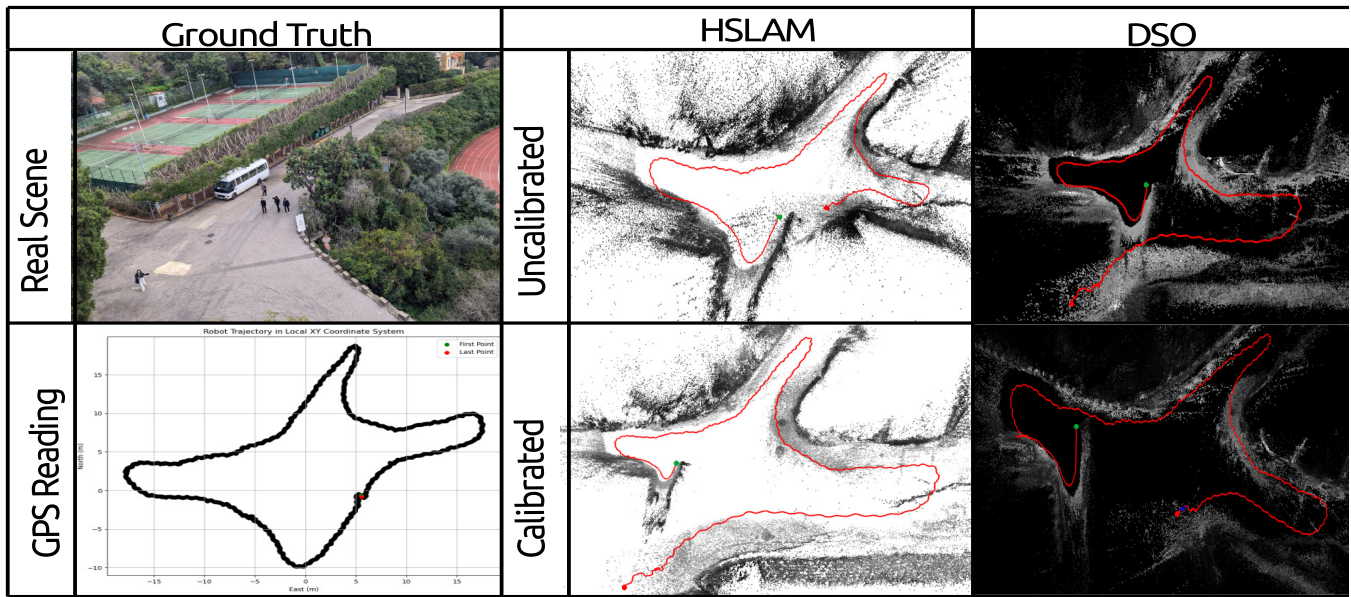 Ground Truth
HSLAM
DSO
Real Scene
Uncalibrated
GPS Reading
Robot Trajectory in Local XY Coordinate System
First Point
Last Point
15
10
5
0
−5
−10
North (m)
−15
−10
−5
0
5
10
15
East (m)
Calibrated